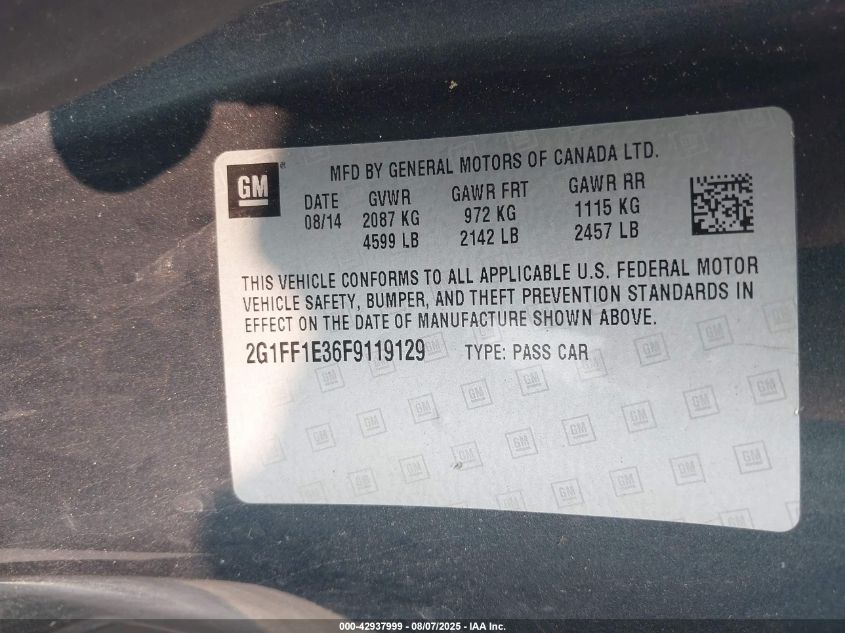 GM
®
MFD BY GENERAL MOTORS OF CANADA LTD.
DATE GVWR GAWR FRT GAWR RR
08/14 2087 KG 972 KG 1115 KG
4599 LB 2142 LB 2457 LB
THIS VEHICLE CONFORMS TO ALL APPLICABLE U.S. FEDERAL MOTOR
VEHICLE SAFETY, BUMPER, AND THEFT PREVENTION STANDARDS IN
EFFECT ON THE DATE OF MANUFACTURE SHOWN ABOVE.
2G1FF1E36F9119129 TYPE: PASS CAR
000-42937999 - 08/07/2025 - IAA Inc.